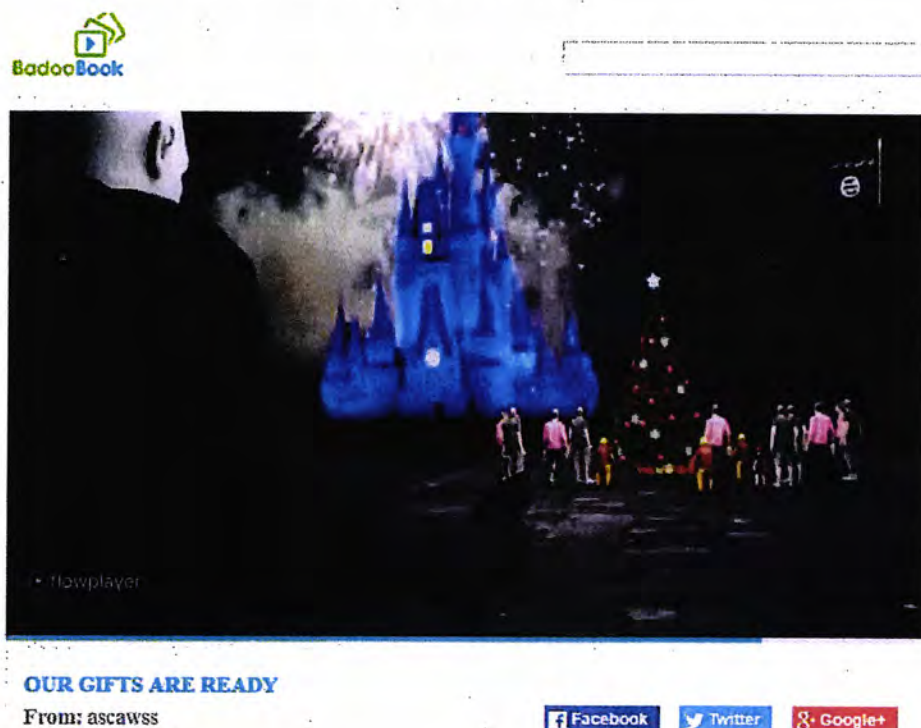 BadooBook
flowplayer
OUR GIFTS ARE READY
From: ascawss
Facebook Twitter Google+